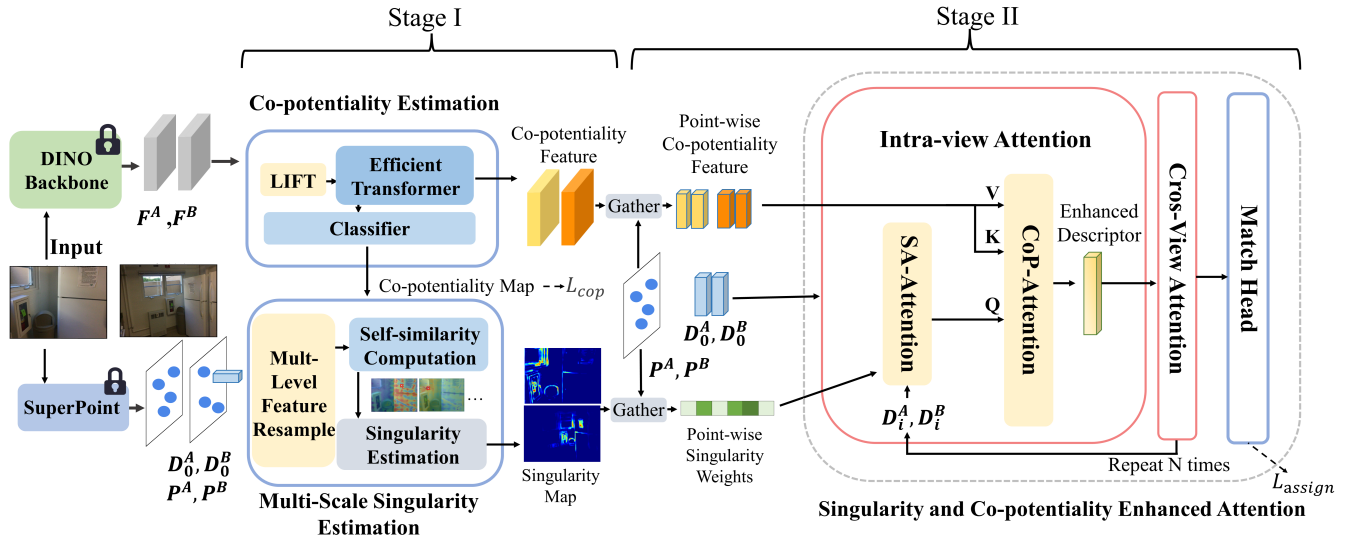 Stage I
Stage II
Co-potentiality Estimation
DINO
Backbone
F^A ,F^B
Input
LIFT
Efficient
Transformer
Classifier
Co-potentiality
Feature
Gather
Point-wise
Co-potentiality
Feature
Co-potentiality Map
L_cop
SuperPoint
D_0^A, D_0^B
P^A, P^B
Mult-
Level
Feature
Resample
Self-similarity
Computation
...
Singularity
Estimation
Multi-Scale Singularity
Estimation
Singularity
Map
P^A, P^B
D_0^A, D_0^B
Gather
Point-wise
Singularity
Weights
Intra-view Attention
SA-Attention
V
K
Q
CoP-Attention
Enhanced
Descriptor
D_i^A, D_i^B
Cros-View Attention
Match Head
Repeat N times
L_assign
Singularity and Co-potentiality Enhanced Attention